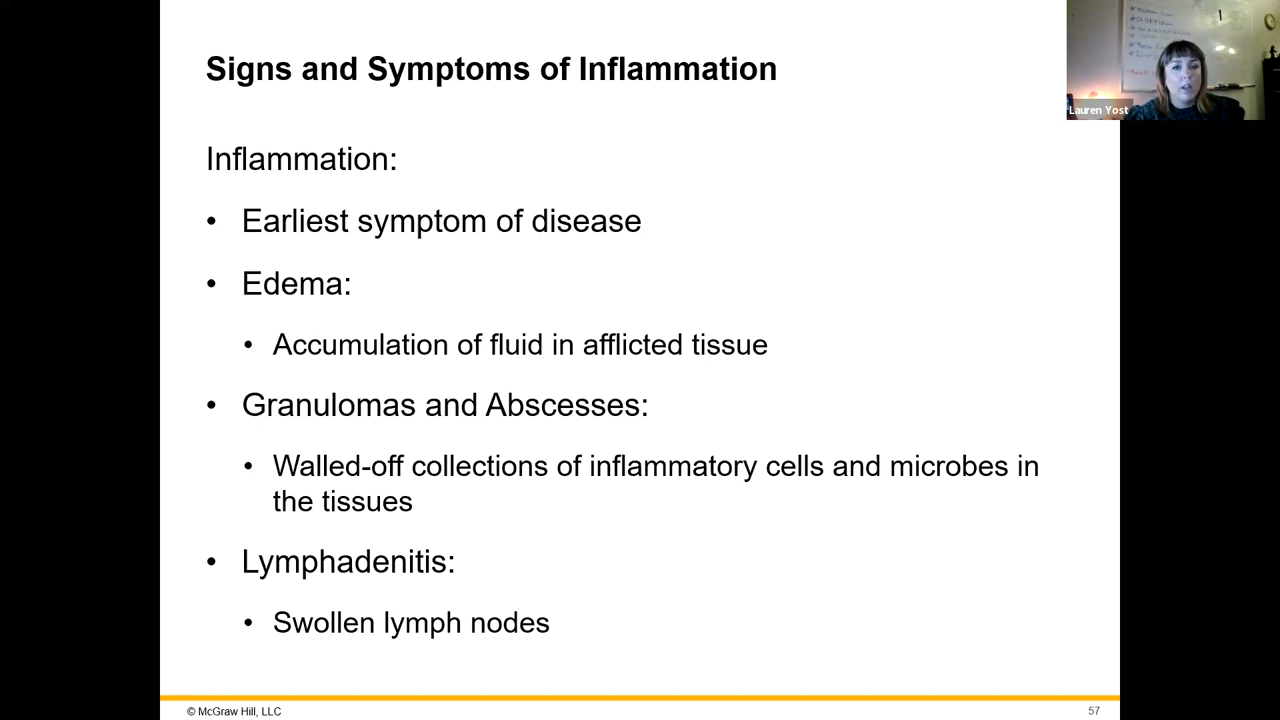 Signs and Symptoms of Inflammation
Lauren Yost
Inflammation:
• Earliest symptom of disease
• Edema:
• Accumulation of fluid in afflicted tissue
• Granulomas and Abscesses:
• Walled-off collections of inflammatory cells and microbes in
the tissues
• Lymphadenitis:
• Swollen lymph nodes
© McGraw Hill, LLC
57